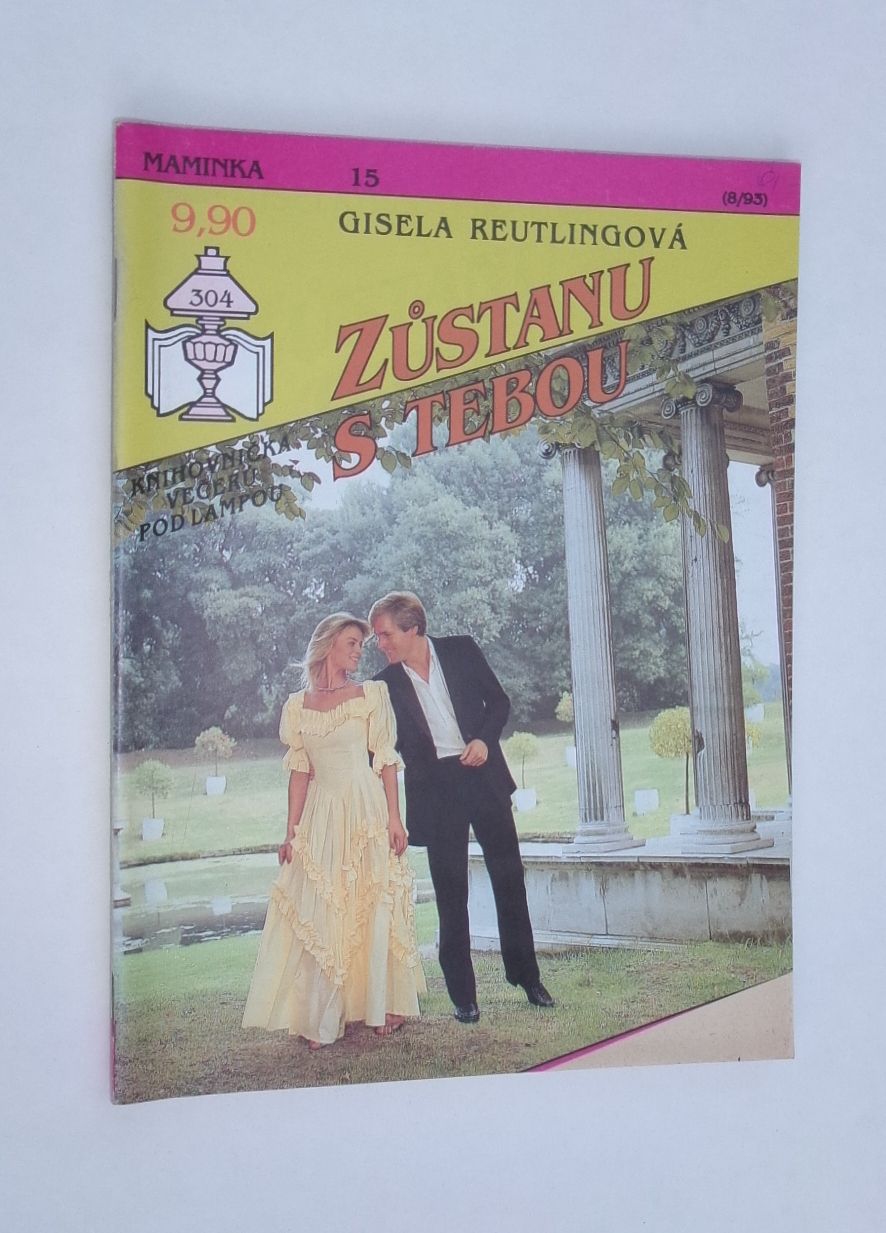 MAMINKA 15 (8/93)
9,90
GISELA REUTLINGOVÁ
304
ZŮSTANU
S TEBOU
KNIHOVNIČKA
VEČERŮ
POD LAMPOU